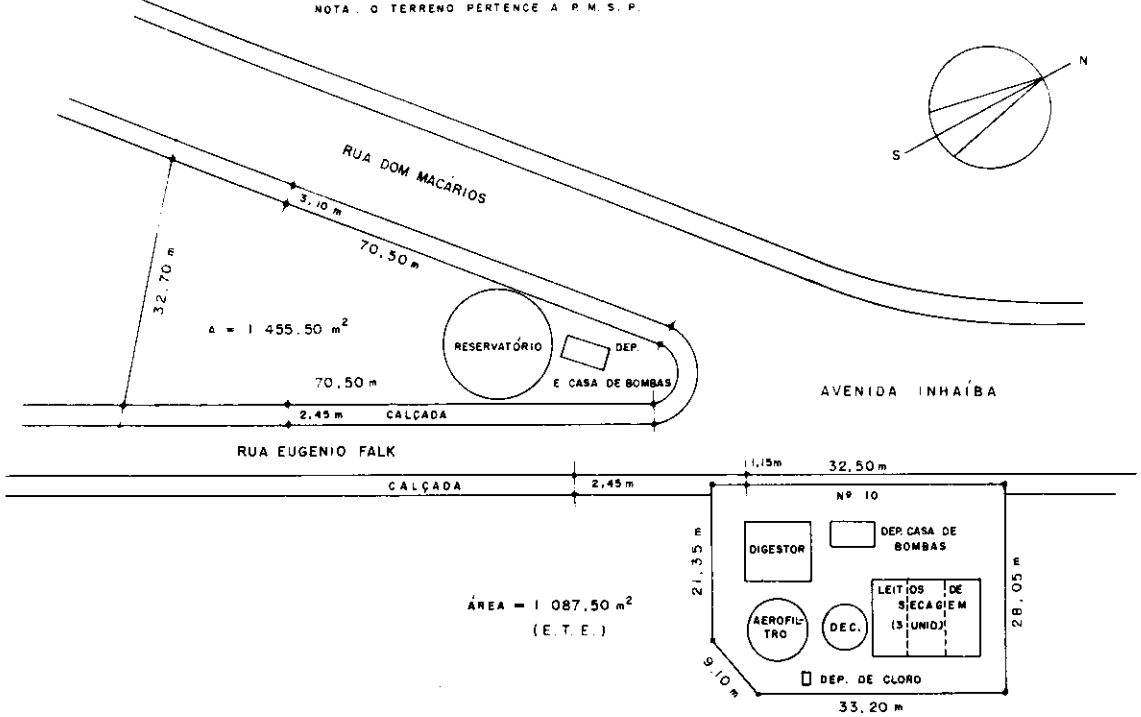 NOTA. O TERRENO PERTENCE A P. M. S. P.
N
S
RUA DOM MACÁRIOS
3,10 m
70,50 m
32,70 m
A = 1 455.50 m²
RESERVATÓRIO
DEP.
E CASA DE BOMBAS
70,50 m
2,45 m
CALÇADA
AVENIDA INHAÍBA
RUA EUGENIO FALK
CALÇADA
2,45 m
1,15m
32,50 m
Nº 10
21,35 m
DIGESTOR
DEP. CASA DE
BOMBAS
28,05 m
ÁREA = 1 087,50 m²
(E. T. E.)
AEROFIL-
TRO
DEC.
LEITOS DE
SECAGEM
(3 UNID.)
9,10 m
DEP. DE CLORO
33,20 m